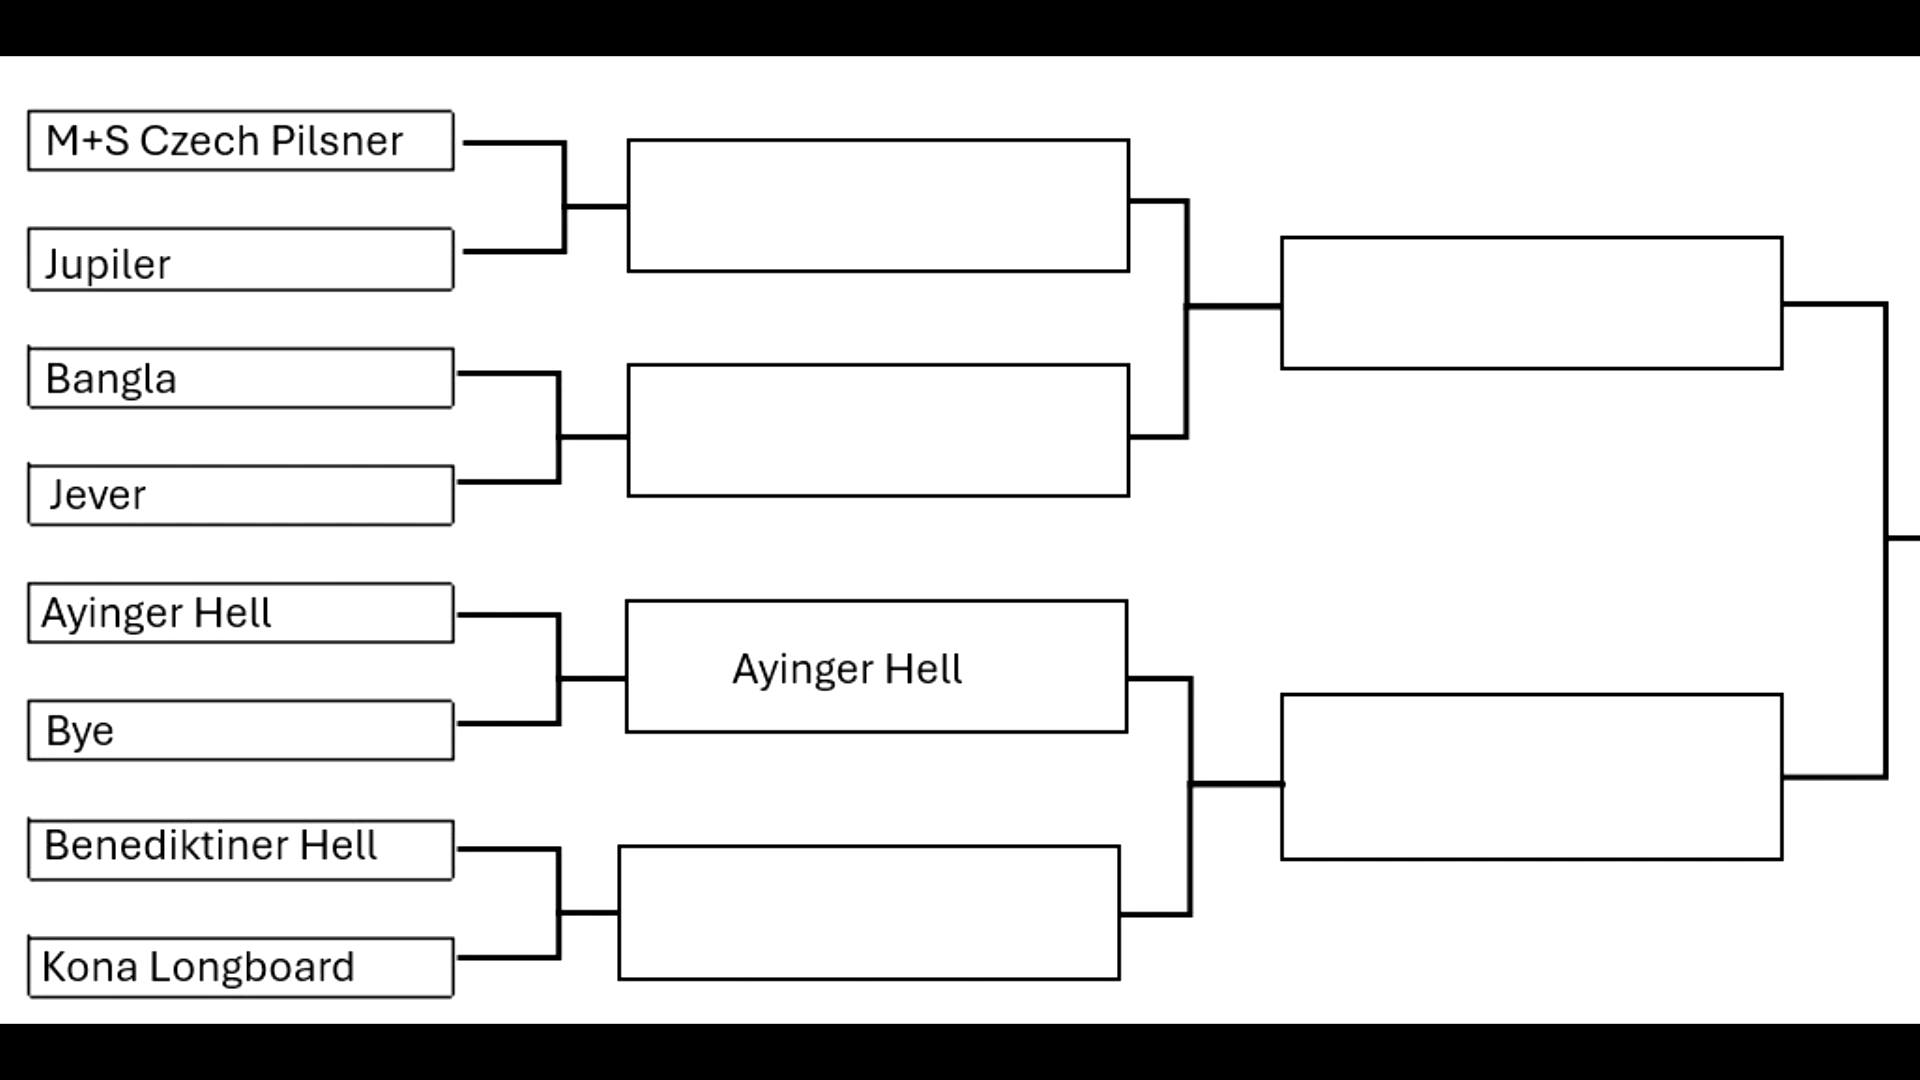 M+S Czech Pilsner
Jupiler
Bangla
Jever
Ayinger Hell
Bye
Benediktiner Hell
Kona Longboard
Ayinger Hell